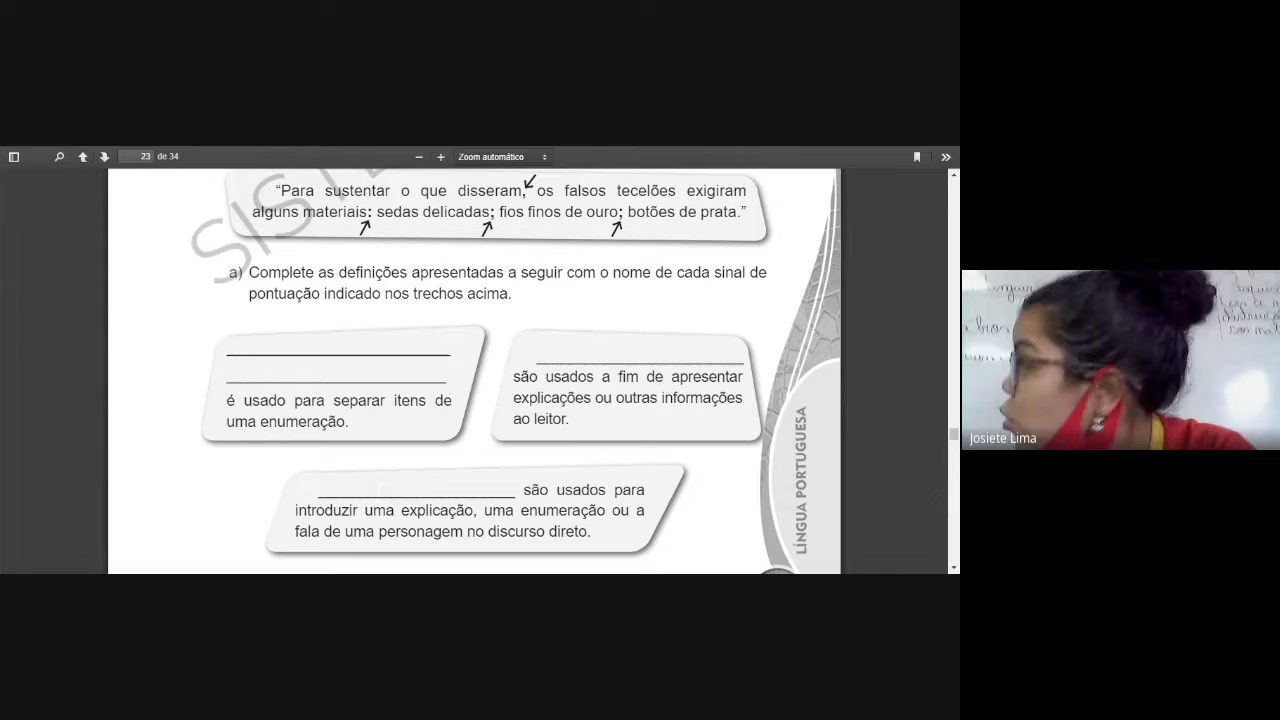 23 de 34
Zoom automático
SISTE
“Para sustentar o que disseram, os falsos tecelões exigiram
alguns materiais: sedas delicadas; fios finos de ouro; botões de prata.”
a) Complete as definições apresentadas a seguir com o nome de cada sinal de
pontuação indicado nos trechos acima.
é usado para separar itens de
uma enumeração.
são usados a fim de apresentar
explicações ou outras informações
ao leitor.
são usados para
introduzir uma explicação, uma enumeração ou a
fala de uma personagem no discurso direto.
LÍNGUA PORTUGUESA
Josiete Lima